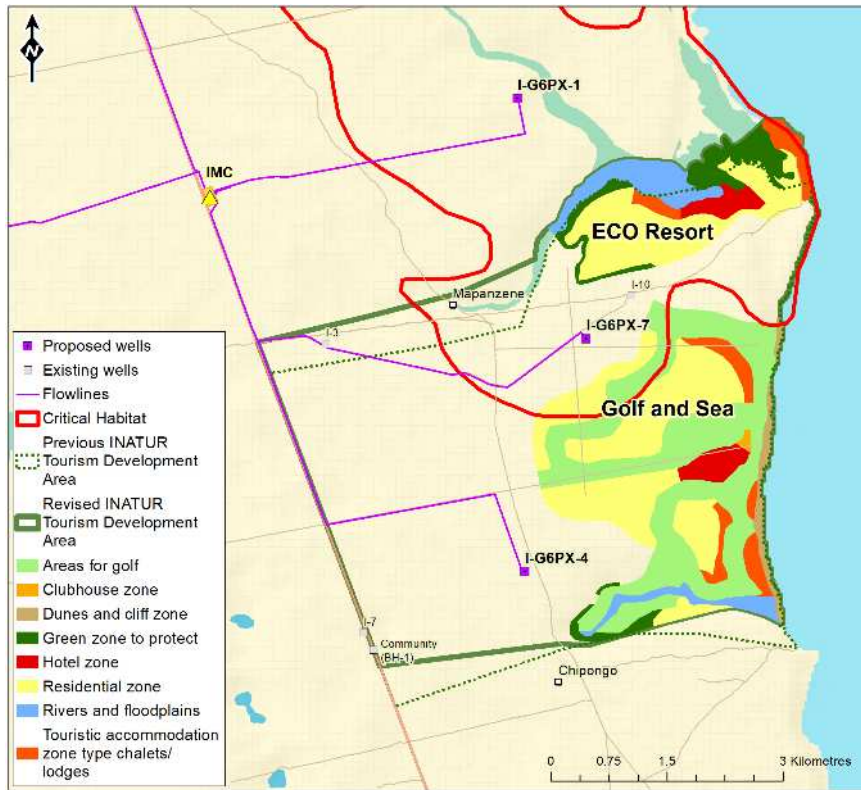 N
I-G6PX-1
IMC
ECO Resort
Mapanzene
I-10
I-3
I-G6PX-7
Golf and Sea
I-G6PX-4
I-7
Community
(BH-1)
Chipongo
Proposed wells
Existing wells
Flowlines
Critical Habitat
Previous INATUR
Tourism Development
Area
Revised INATUR
Tourism Development
Area
Areas for golf
Clubhouse zone
Dunes and cliff zone
Green zone to protect
Hotel zone
Residential zone
Rivers and floodplains
Touristic accommodation
zone type chalets/
lodges
0 0.75 1.5 3 Kilometres